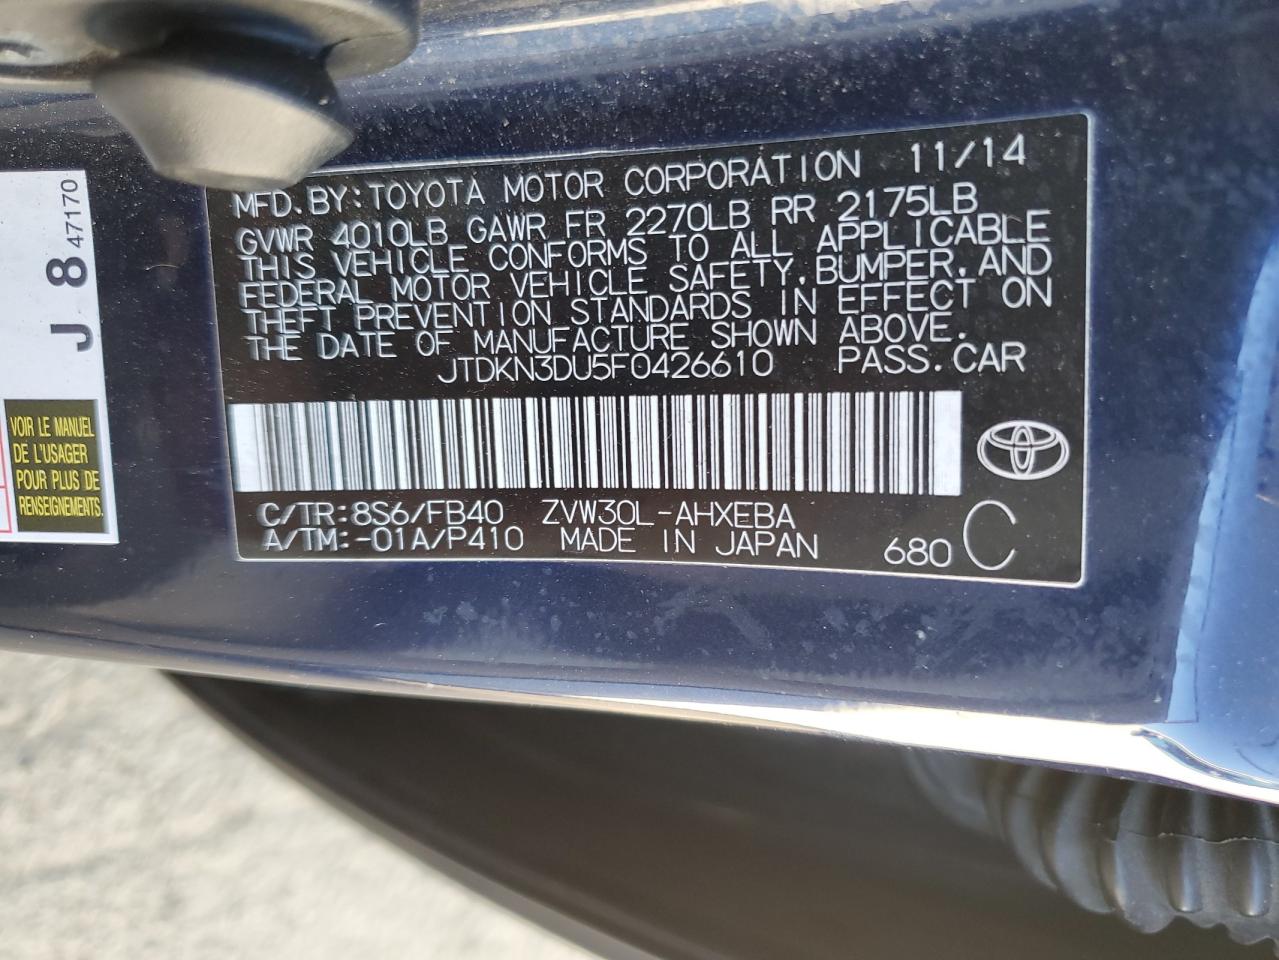 MFD. BY: TOYOTA MOTOR CORPORATION 11/14
GVWR 4010LB GAWR FR 2270LB RR 2175LB
THIS VEHICLE CONFORMS TO ALL APPLICABLE
FEDERAL MOTOR VEHICLE SAFETY, BUMPER, AND
THEFT PREVENTION STANDARDS IN EFFECT ON
THE DATE OF MANUFACTURE SHOWN ABOVE.
JTDKN3DU5F0426610 PASS. CAR
C/TR: 8S6/FB40 ZVW30L-AHXEBA
A/TM: -01A/P410 MADE IN JAPAN 680 C
J 8 47170
VOIR LE MANUEL
DE L'USAGER
POUR PLUS DE
RENSEIGNEMENTS.